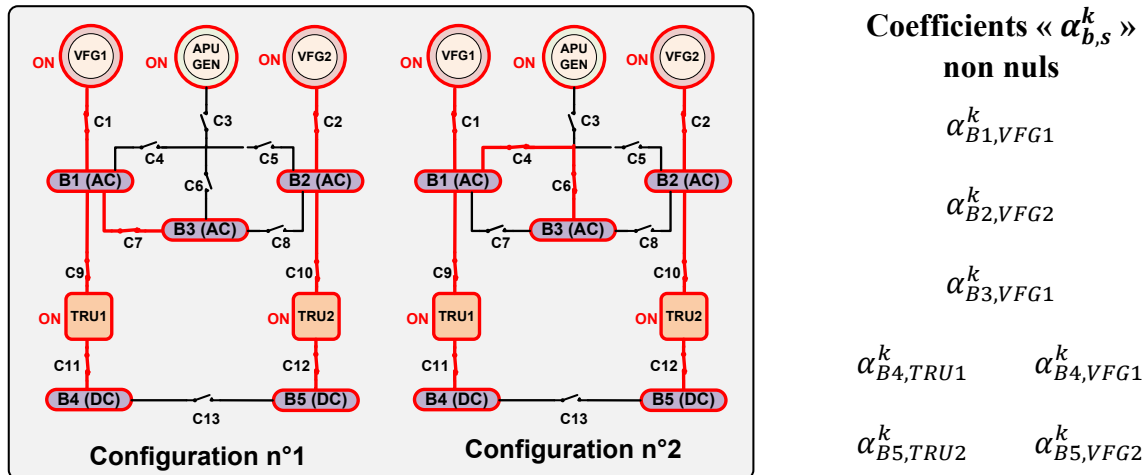 VFG1
APU
GEN
VFG2
ON
ON
ON
C1
C3
C2
C4
C5
B1 (AC)
C6
B2 (AC)
B3 (AC)
C7
C8
C9
C10
ON
TRU1
ON
TRU2
C11
C12
B4 (DC)
B5 (DC)
C13
Configuration n°1
VFG1
APU
GEN
VFG2
ON
ON
ON
C1
C3
C2
C4
C5
B1 (AC)
C6
B2 (AC)
B3 (AC)
C7
C8
C9
C10
ON
TRU1
ON
TRU2
C11
C12
B4 (DC)
B5 (DC)
C13
Configuration n°2
Coefficients « α^k_{b,s} »
non nuls
α^k_{B1,VFG1}
α^k_{B2,VFG2}
α^k_{B3,VFG1}
α^k_{B4,TRU1} α^k_{B4,VFG1}
α^k_{B5,TRU2} α^k_{B5,VFG2}